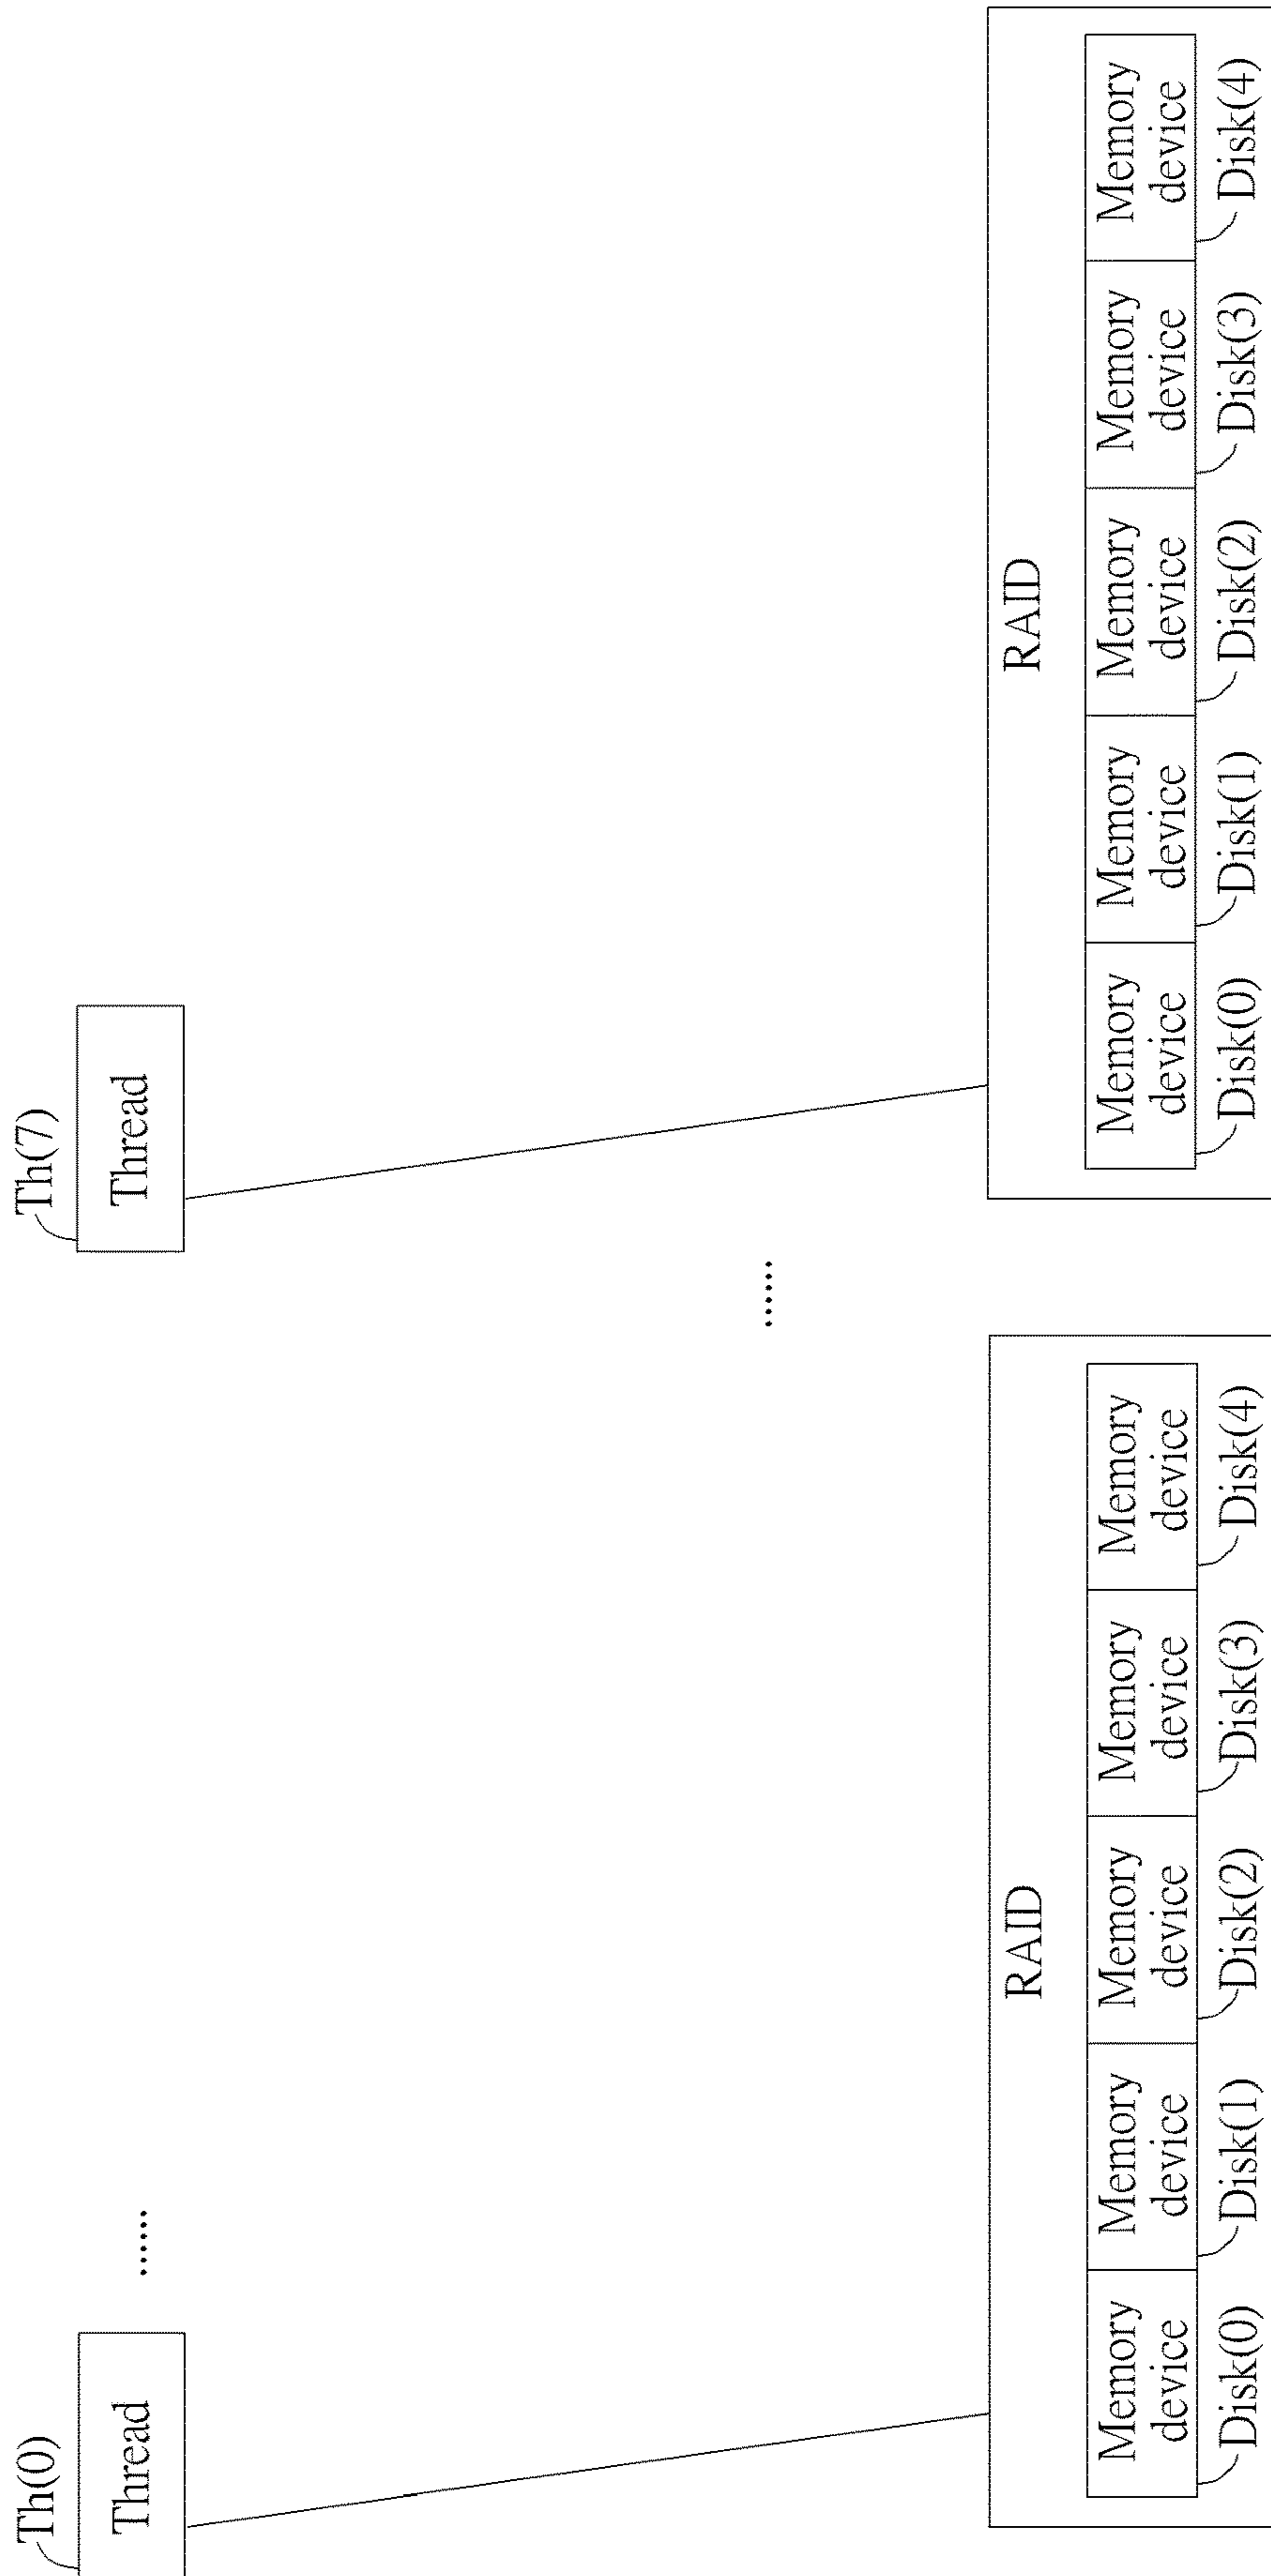 Th(0)
Th(7)
Thread
......
Thread
......
RAID
RAID
Memory
device
Memory
device
Memory
device
Memory
device
Memory
device
Memory
device
Memory
device
Memory
device
Memory
device
Memory
device
Disk(0)
Disk(1)
Disk(2)
Disk(3)
Disk(4)
Disk(0)
Disk(1)
Disk(2)
Disk(3)
Disk(4)